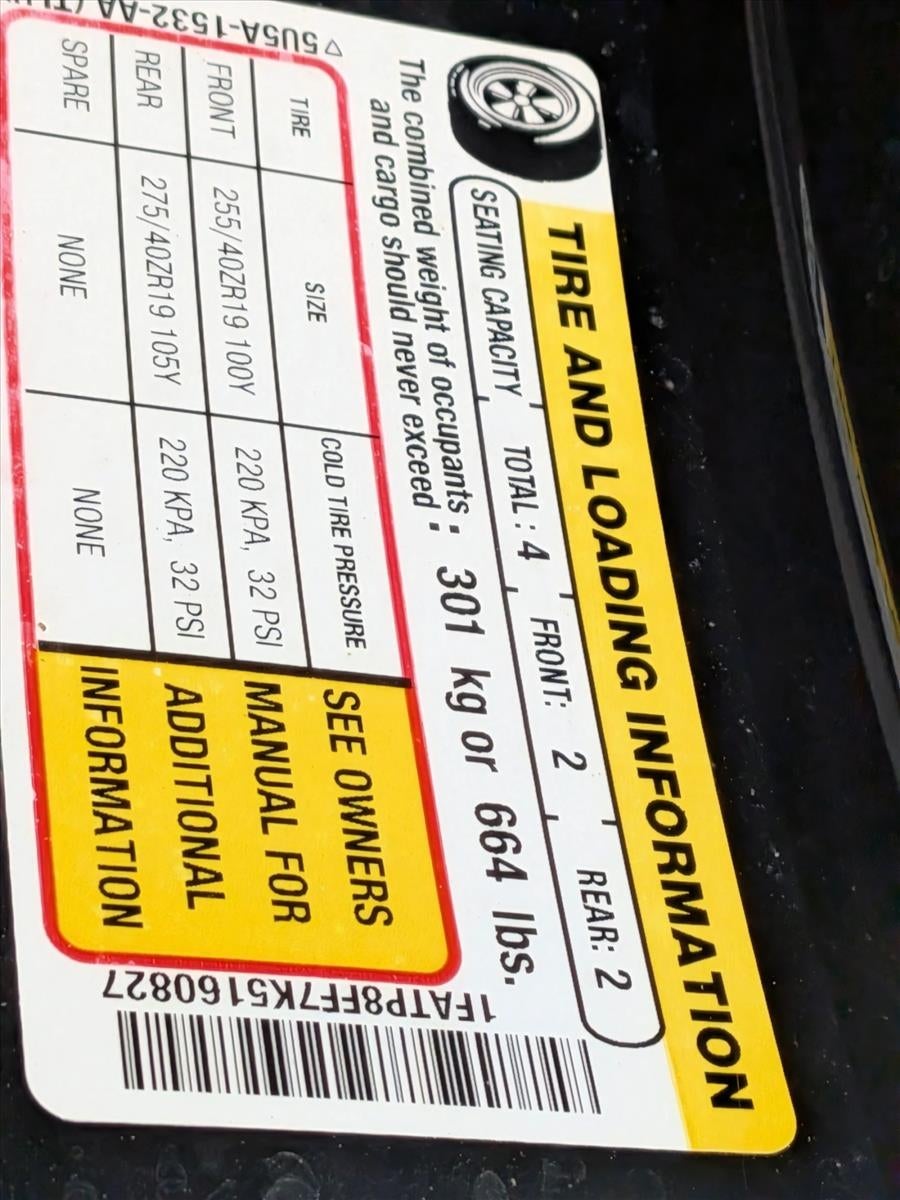 TIRE AND LOADING INFORMATION
SEATING CAPACITY TOTAL : 4 FRONT: 2 REAR: 2
The combined weight of occupants and cargo should never exceed : 301 kg or 664 lbs.
TIRE SIZE COLD TIRE PRESSURE
FRONT 255/40ZR19 100Y 220 KPA, 32 PSI
REAR 275/40ZR19 105Y 220 KPA, 32 PSI
SPARE NONE NONE
SEE OWNERS
MANUAL FOR
ADDITIONAL
INFORMATION
1FATP8FF7K5160827
5U5A-1532-AA